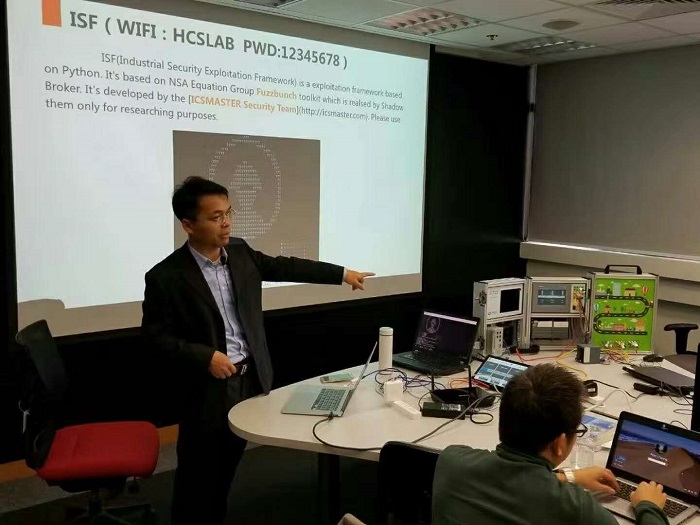 ISF ( WIFI : HCSLAB PWD:12345678 )
ISF(Industrial Security Exploitation Framework) is a exploitation framework based
on Python. It's based on NSA Equation Group Fuzzbunch toolkit which is realsed by Shadow
Broker. It's developed by the [ICSMASTER Security Team](http://icsmaster.com). Please use
them only for researching purposes.